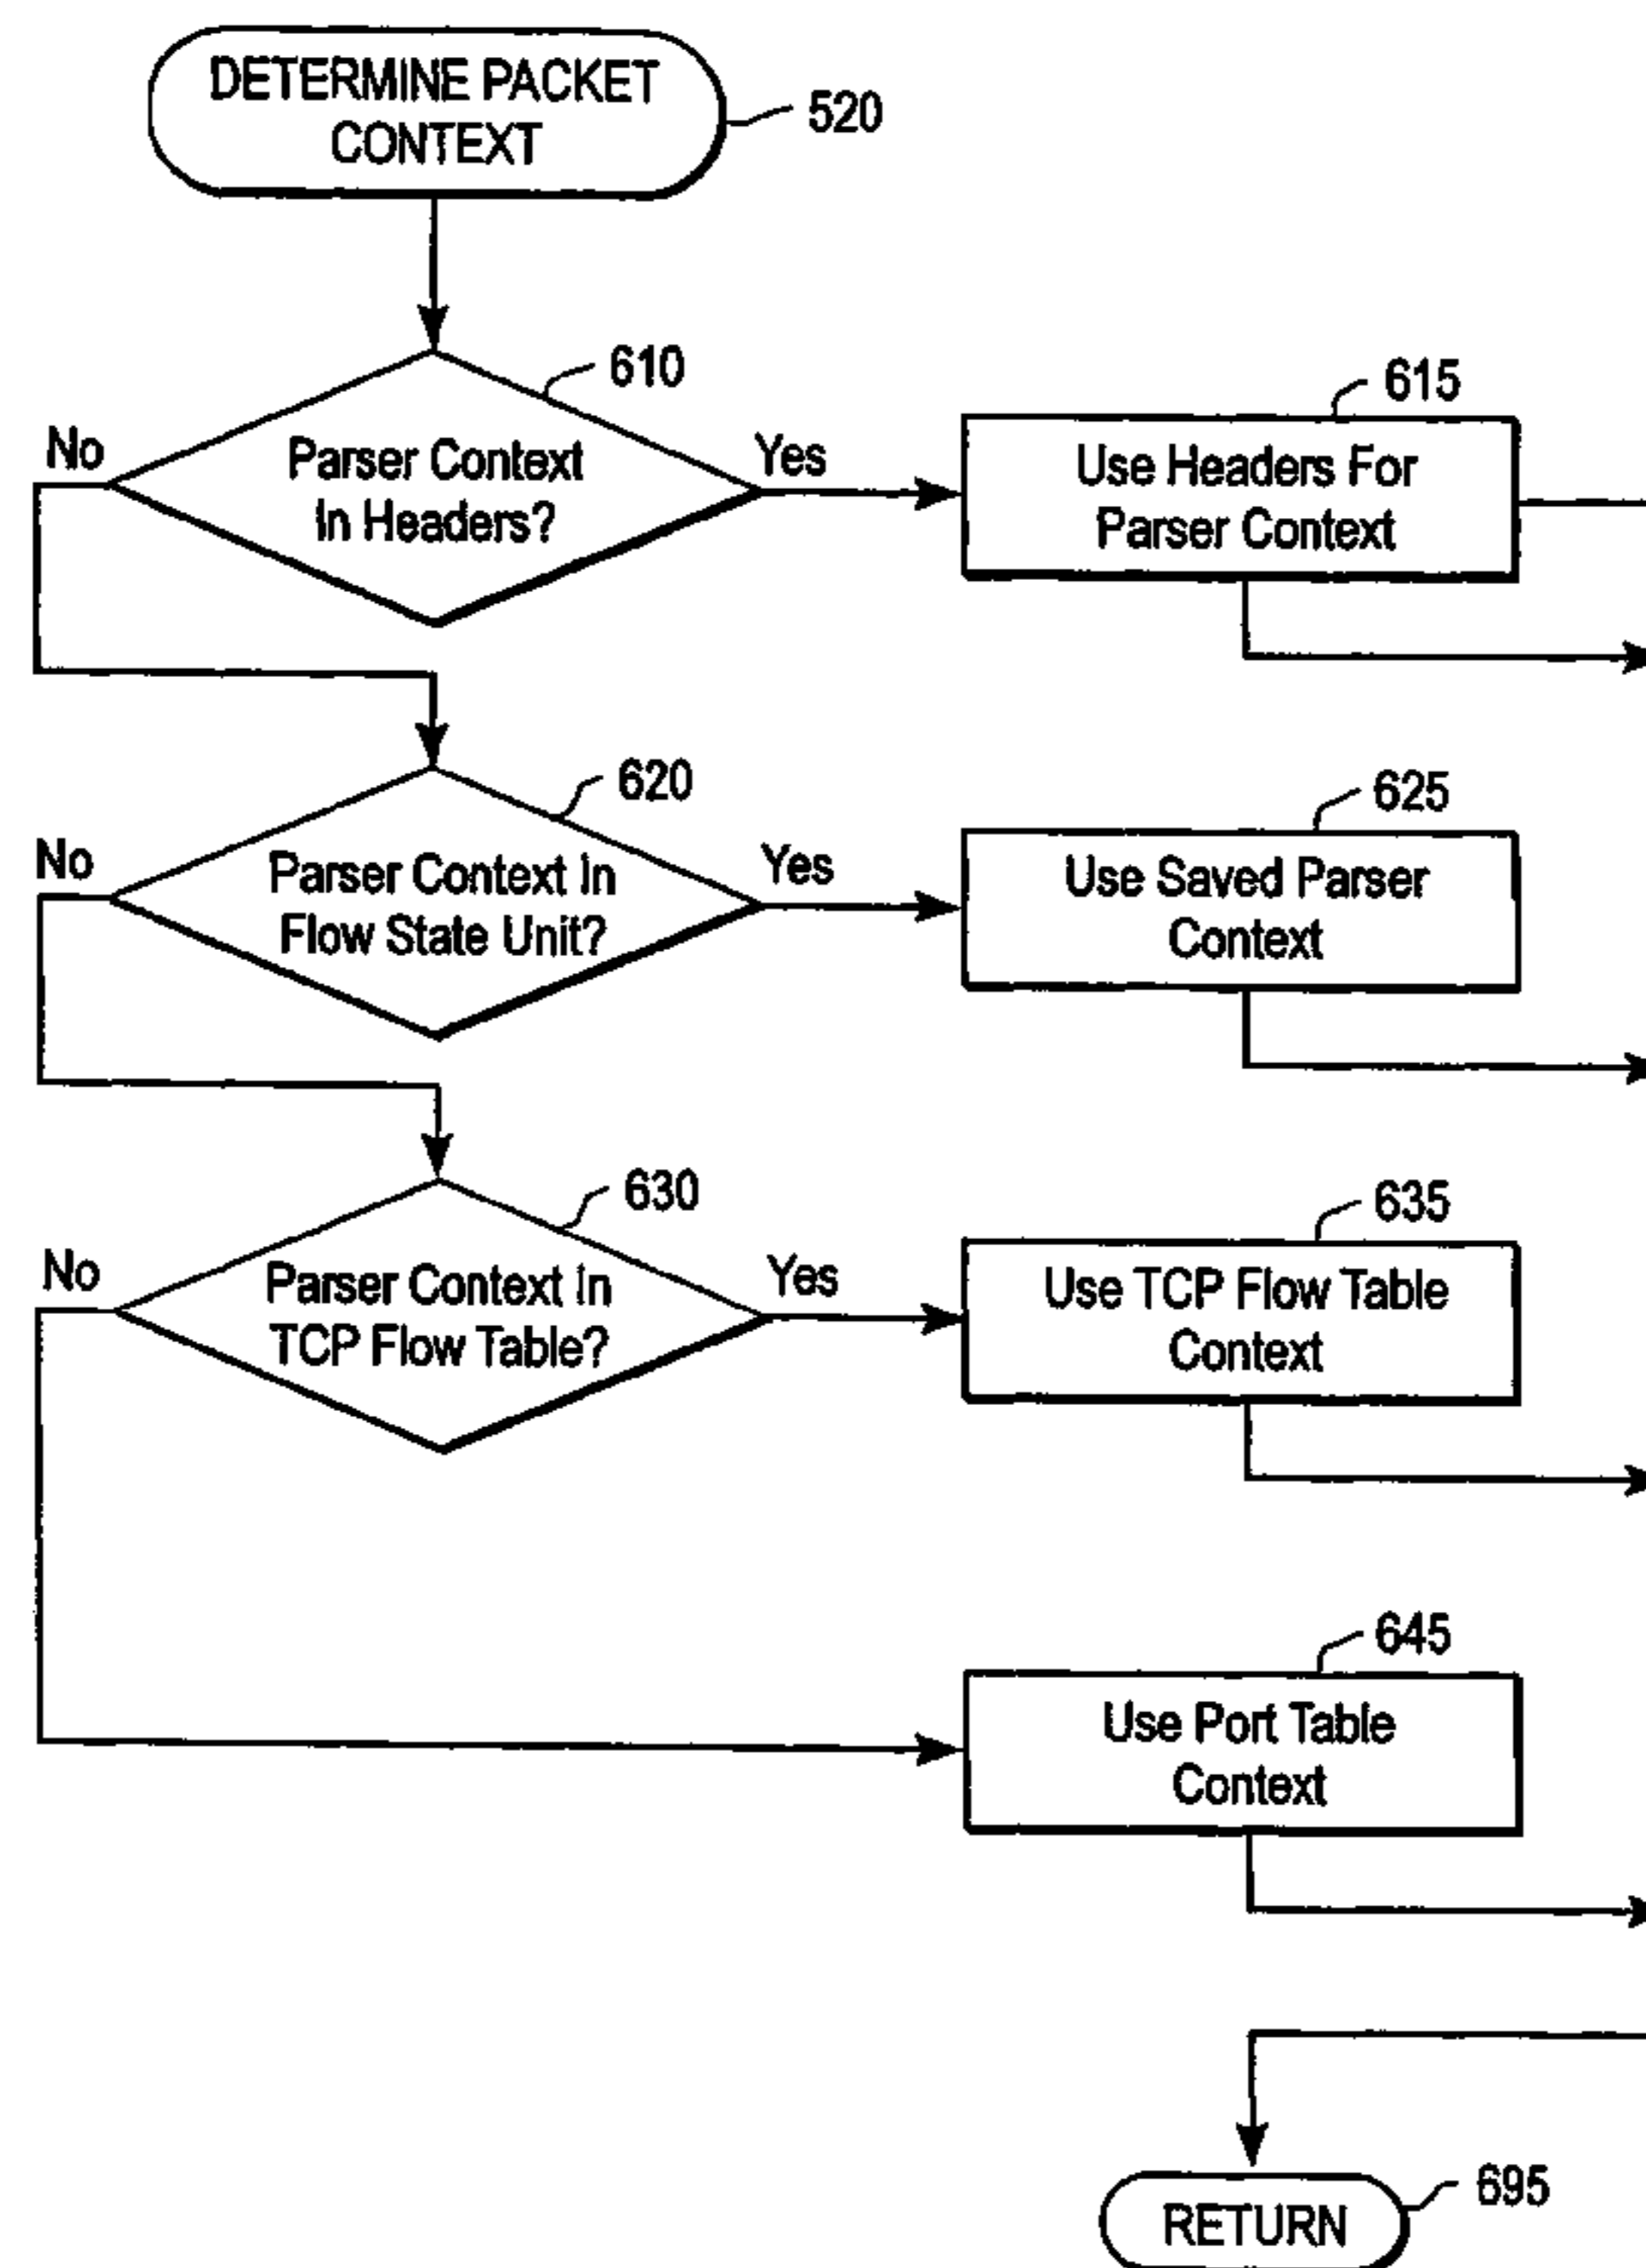 DETERMINE PACKET
CONTEXT
520
610
No
Parser Context
In Headers?
Yes
615
Use Headers For
Parser Context
620
No
Parser Context In
Flow State Unit?
Yes
625
Use Saved Parser
Context
630
No
Parser Context In
TCP Flow Table?
Yes
635
Use TCP Flow Table
Context
645
Use Port Table
Context
RETURN
695